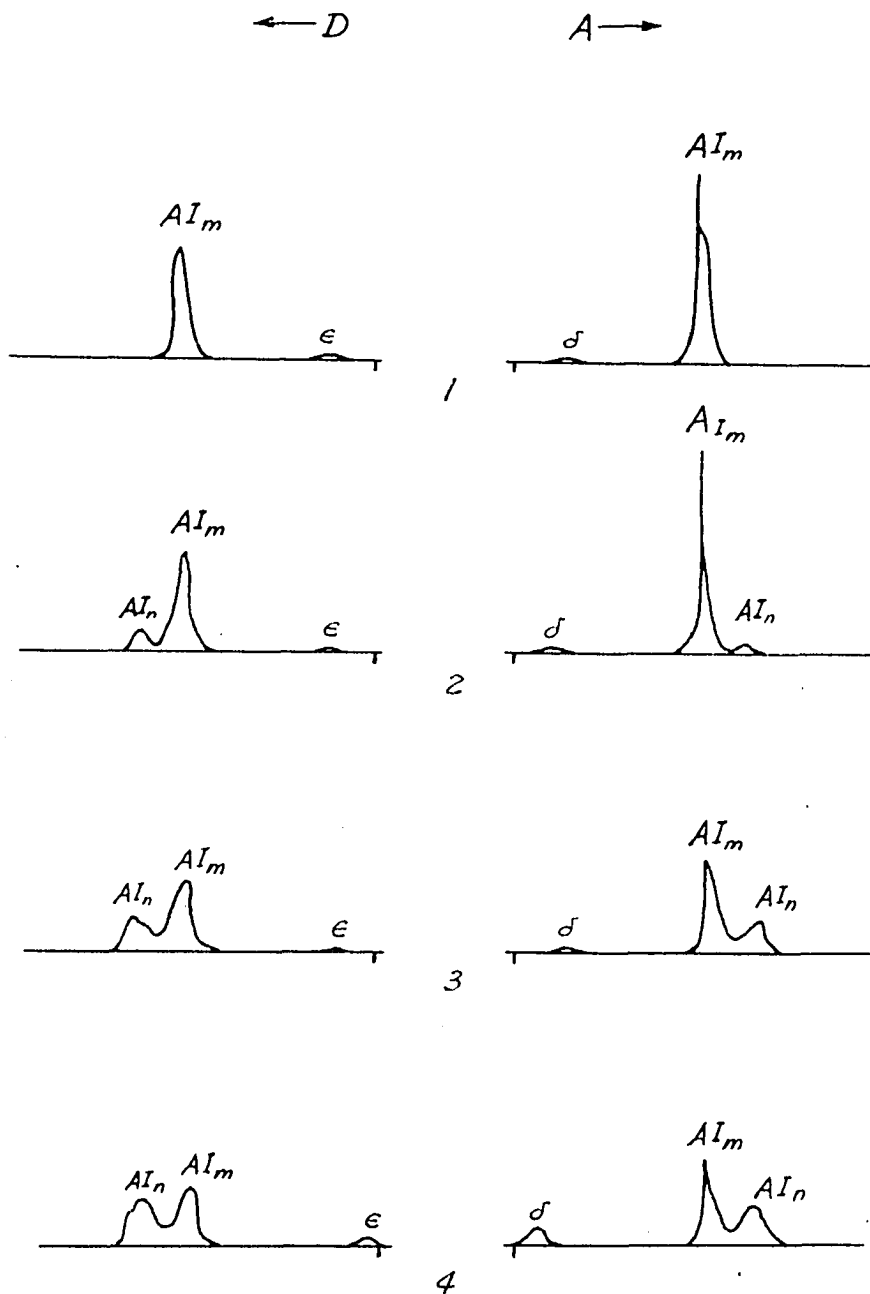 ← D A →
AIm AIm
ϵ δ
1
AIm AIm
AIn ϵ δ AIn
2
AIm AIm
AIn ϵ δ AIn
3
AIn AIm ϵ δ AIm AIn
4